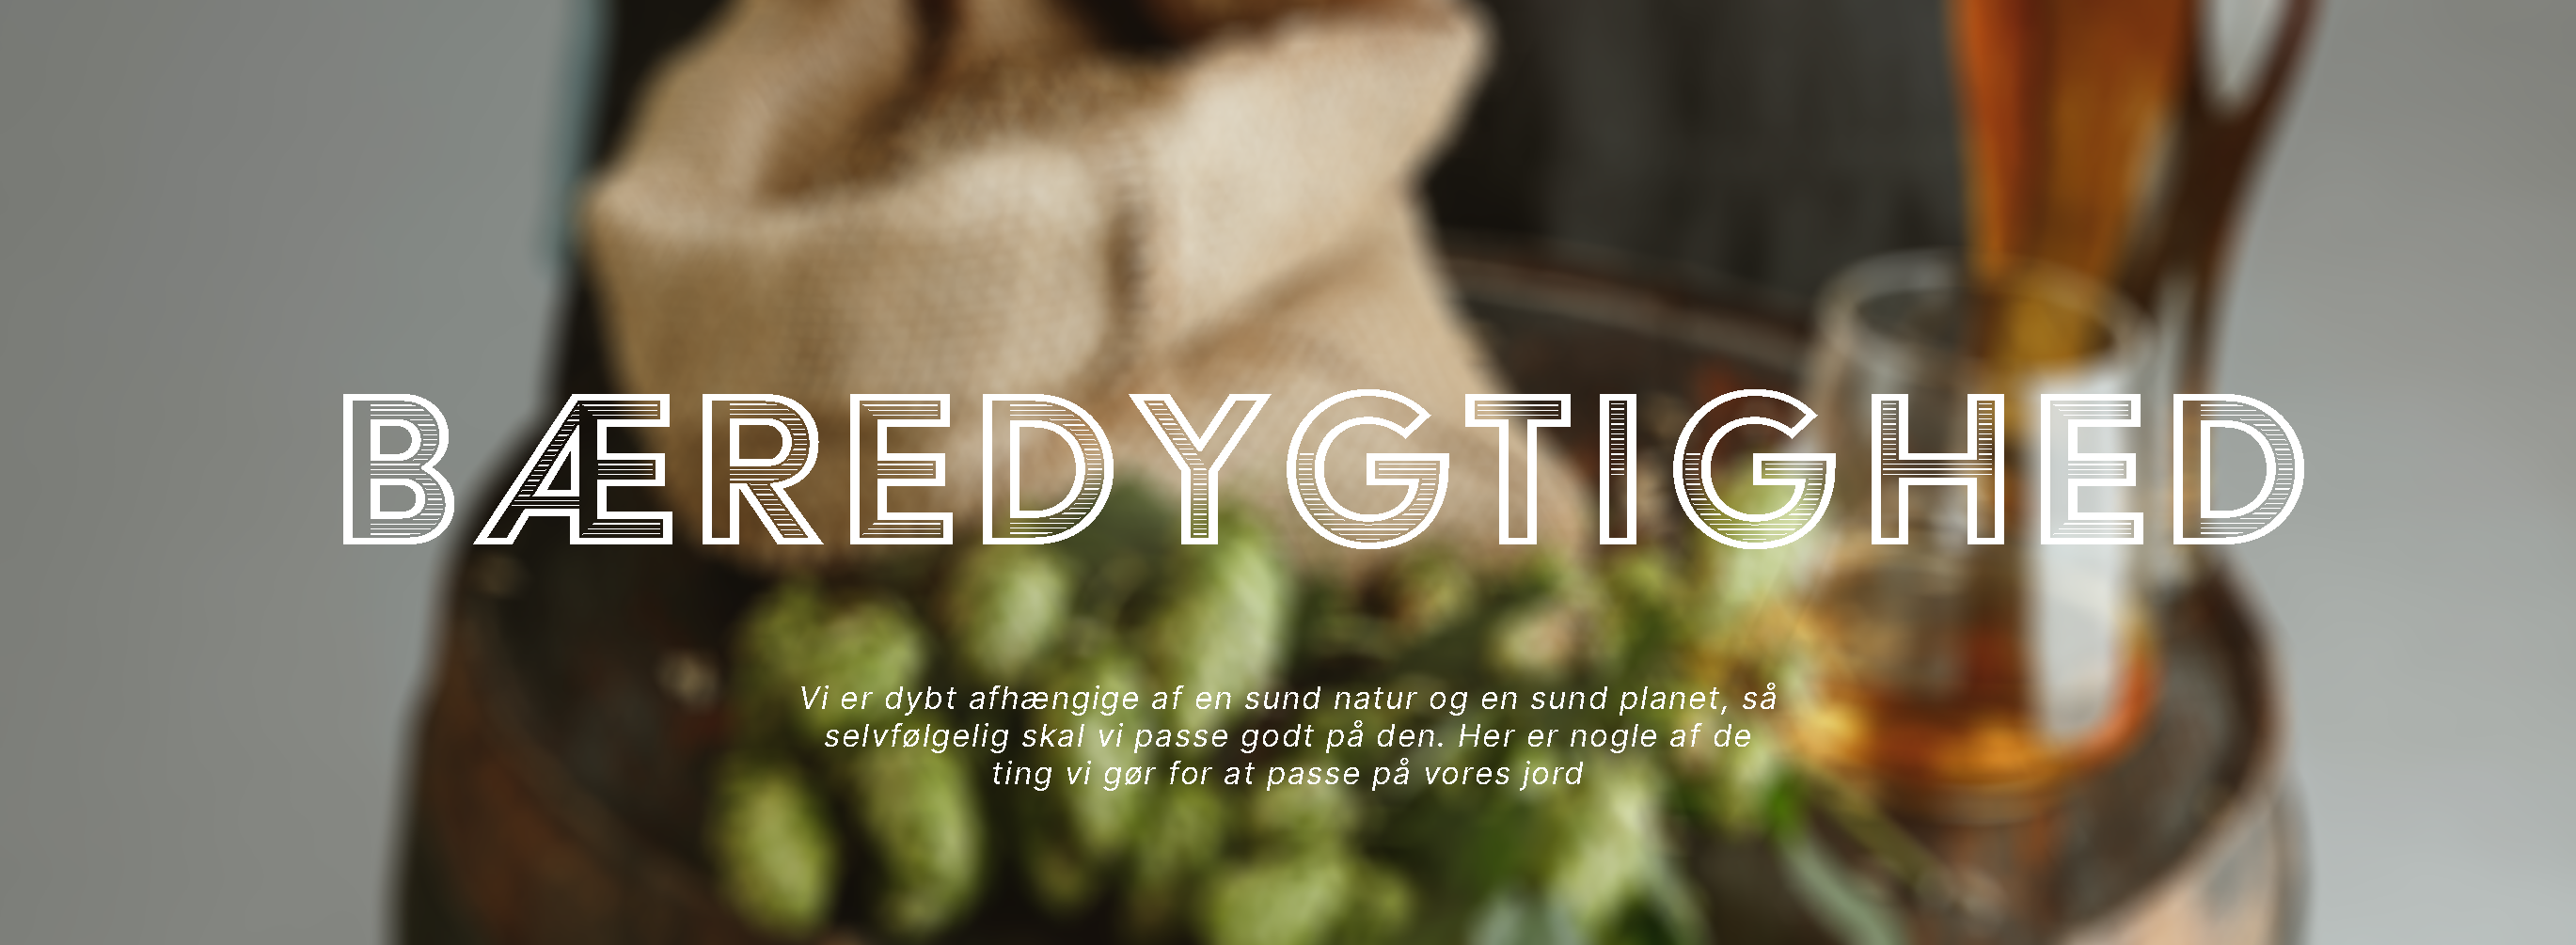 BÆREDYGTIGHED
Vi er dybt afhængige af en sund natur og en sund planet, så
selvfølgelig skal vi passe godt på den. Her er nogle af de
ting vi gør for at passe på vores jord